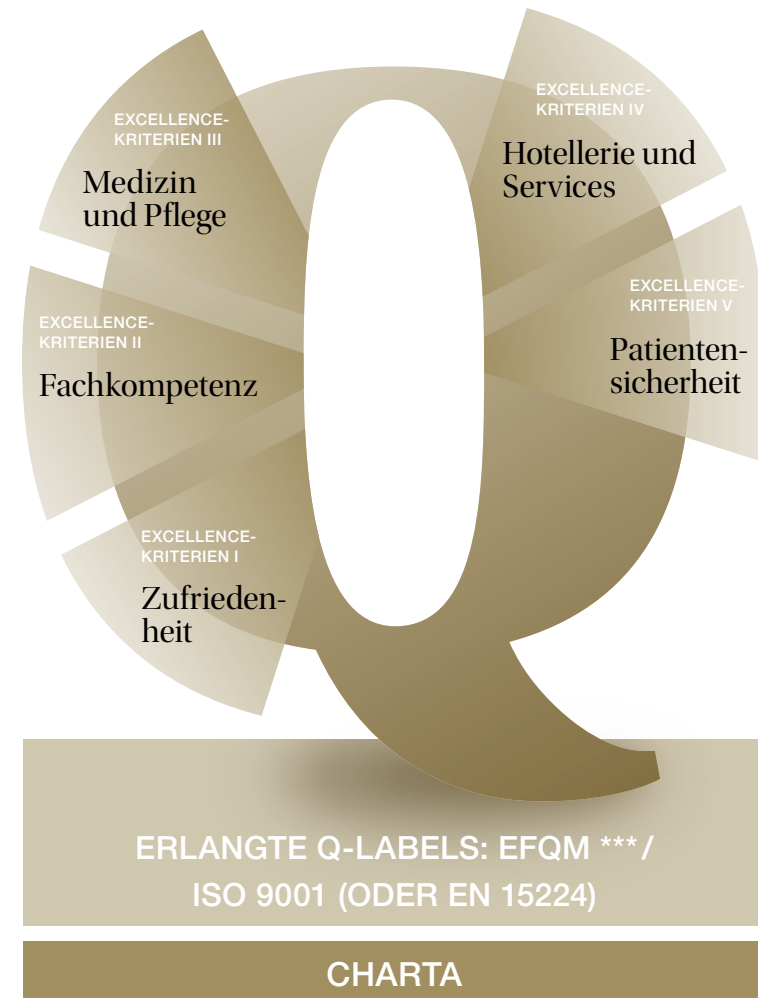 EXCELLENCE-
KRITERIEN III
Medizin
und Pflege
EXCELLENCE-
KRITERIEN IV
Hotellerie und
Services
EXCELLENCE-
KRITERIEN II
Fachkompetenz
EXCELLENCE-
KRITERIEN V
Patienten-
sicherheit
EXCELLENCE-
KRITERIEN I
Zufrieden-
heit
ERLANGTE Q-LABELS: EFQM ***/
ISO 9001 (ODER EN 15224)
CHARTA